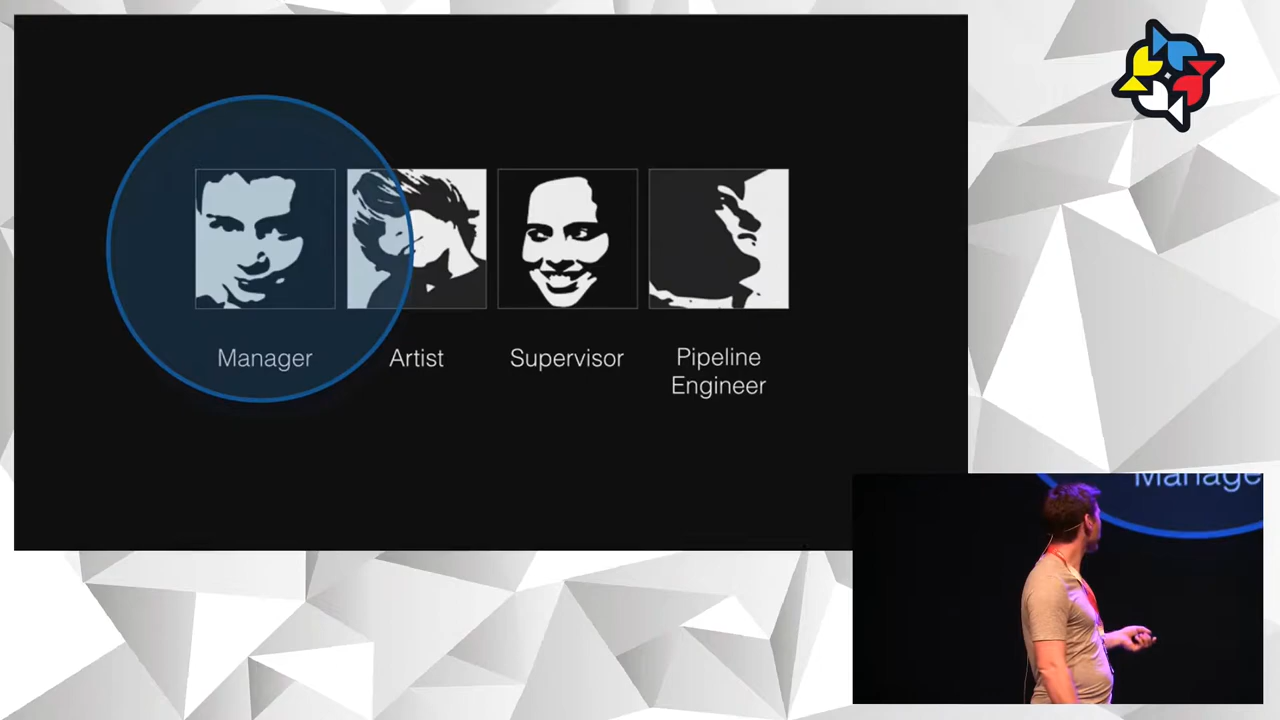 Manager
Artist
Supervisor
Pipeline
Engineer
Manage